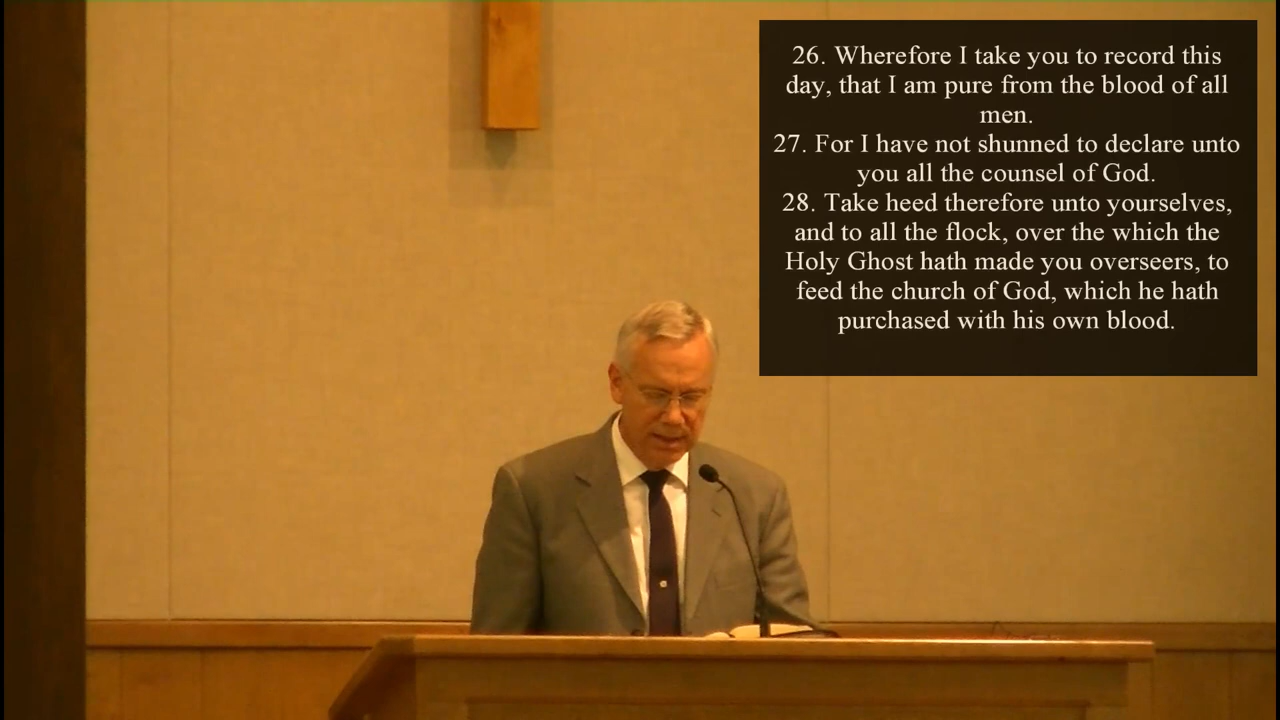 26. Wherefore I take you to record this
day, that I am pure from the blood of all
men.
27. For I have not shunned to declare unto
you all the counsel of God.
28. Take heed therefore unto yourselves,
and to all the flock, over the which the
Holy Ghost hath made you overseers, to
feed the church of God, which he hath
purchased with his own blood.